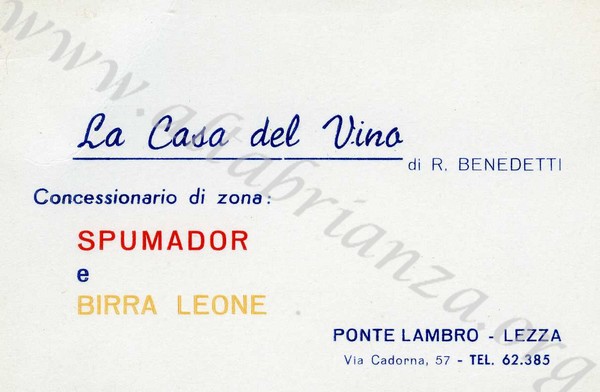 La Casa del Vino
di R. BENEDETTI
Concessionario di zona:
SPUMADOR
e
BIRRA LEONE
PONTE LAMBRO - LEZZA
Via Cadorna, 57 - TEL. 62.385
www.altabrianza.org